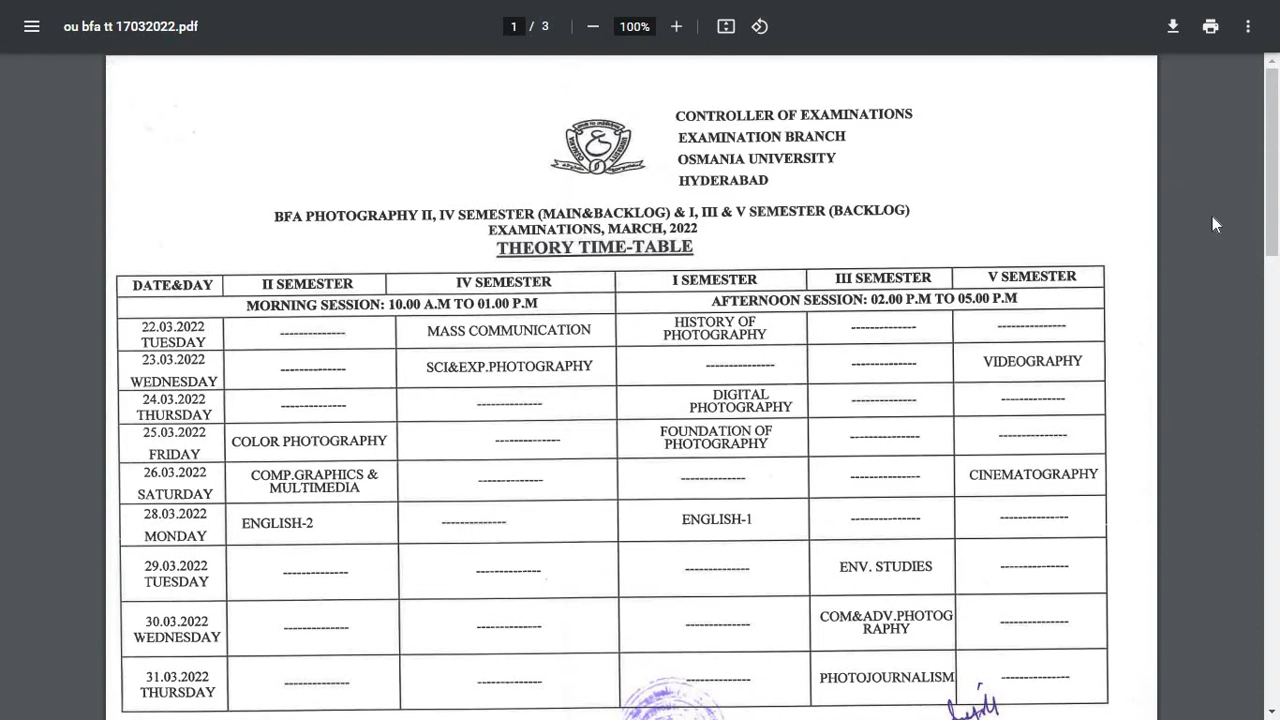 ou bfa tt 17032022.pdf
1 / 3
100%
CONTROLLER OF EXAMINATIONS
EXAMINATION BRANCH
OSMANIA UNIVERSITY
HYDERABAD
BFA PHOTOGRAPHY II, IV SEMESTER (MAIN&BACKLOG) & I, III & V SEMESTER (BACKLOG)
EXAMINATIONS, MARCH, 2022
THEORY TIME-TABLE
DATE&DAY II SEMESTER IV SEMESTER I SEMESTER III SEMESTER V SEMESTER
MORNING SESSION: 10.00 A.M TO 01.00 P.M AFTERNOON SESSION: 02.00 P.M TO 05.00 P.M
22.03.2022 -------------- MASS COMMUNICATION HISTORY OF -------------- --------------
TUESDAY PHOTOGRAPHY
23.03.2022 -------------- SCI&EXP.PHOTOGRAPHY -------------- -------------- VIDEOGRAPHY
WEDNESDAY
24.03.2022 -------------- -------------- DIGITAL -------------- --------------
THURSDAY PHOTOGRAPHY
25.03.2022 COLOR PHOTOGRAPHY -------------- FOUNDATION OF -------------- --------------
FRIDAY PHOTOGRAPHY
26.03.2022 COMP.GRAPHICS & -------------- -------------- -------------- CINEMATOGRAPHY
SATURDAY MULTIMEDIA
28.03.2022 ENGLISH-2 -------------- ENGLISH-1 -------------- --------------
MONDAY
29.03.2022 -------------- -------------- -------------- ENV. STUDIES --------------
TUESDAY
30.03.2022 -------------- -------------- -------------- COM&ADV.PHOTOG --------------
WEDNESDAY RAPHY
31.03.2022 -------------- -------------- -------------- PHOTOJOURNALISM --------------
THURSDAY